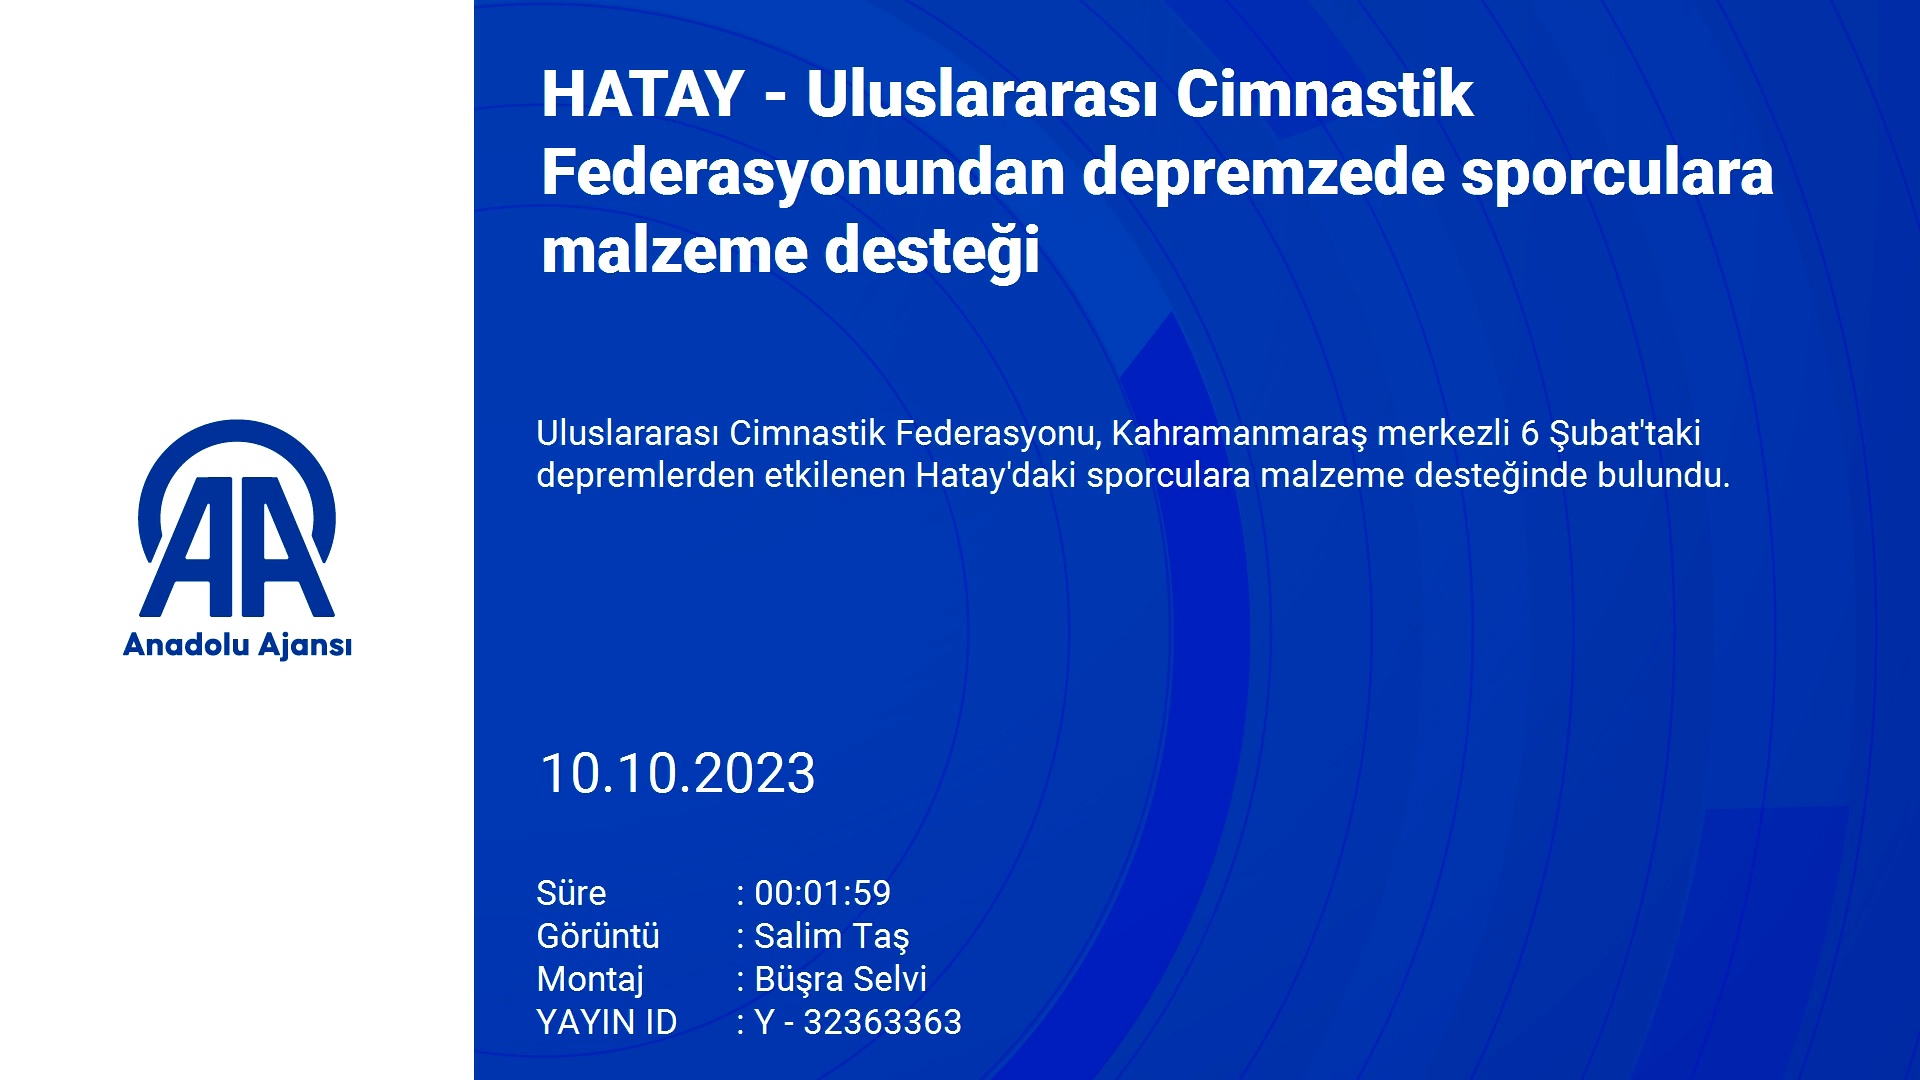 HATAY - Uluslararası Cimnastik
Federasyonundan depremzede sporculara
malzeme desteği
Uluslararası Cimnastik Federasyonu, Kahramanmaraş merkezli 6 Şubat'taki
depremlerden etkilenen Hatay'daki sporculara malzeme desteğinde bulundu.
AA
Anadolu Ajansı
10.10.2023
Süre : 00:01:59
Görüntü : Salim Taş
Montaj : Büşra Selvi
YAYIN ID : Y - 32363363